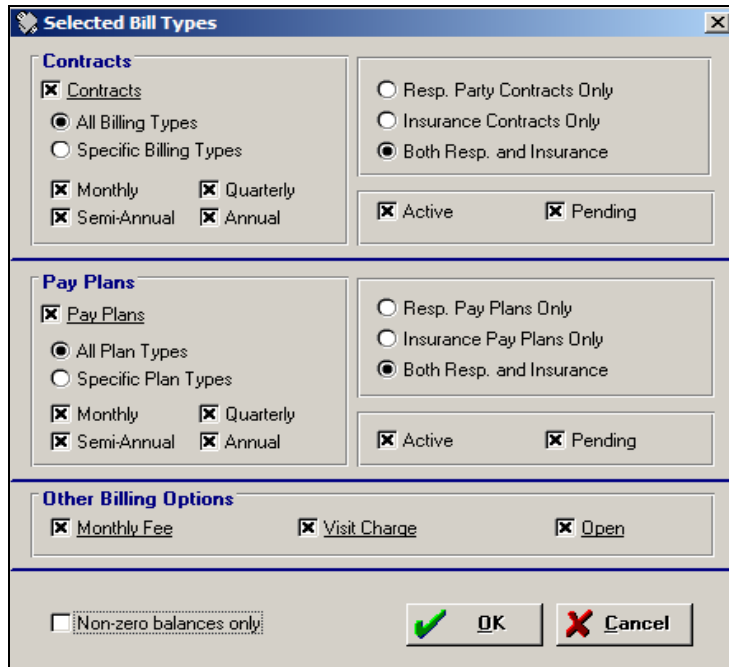 Selected Bill Types
Contracts
Contracts
All Billing Types
Specific Billing Types
Monthly Quarterly
Semi-Annual Annual
Resp. Party Contracts Only
Insurance Contracts Only
Both Resp. and Insurance
Active Pending
Pay Plans
Pay Plans
All Plan Types
Specific Plan Types
Monthly Quarterly
Semi-Annual Annual
Resp. Pay Plans Only
Insurance Pay Plans Only
Both Resp. and Insurance
Active Pending
Other Billing Options
Monthly Fee Visit Charge Open
Non-zero balances only OK Cancel